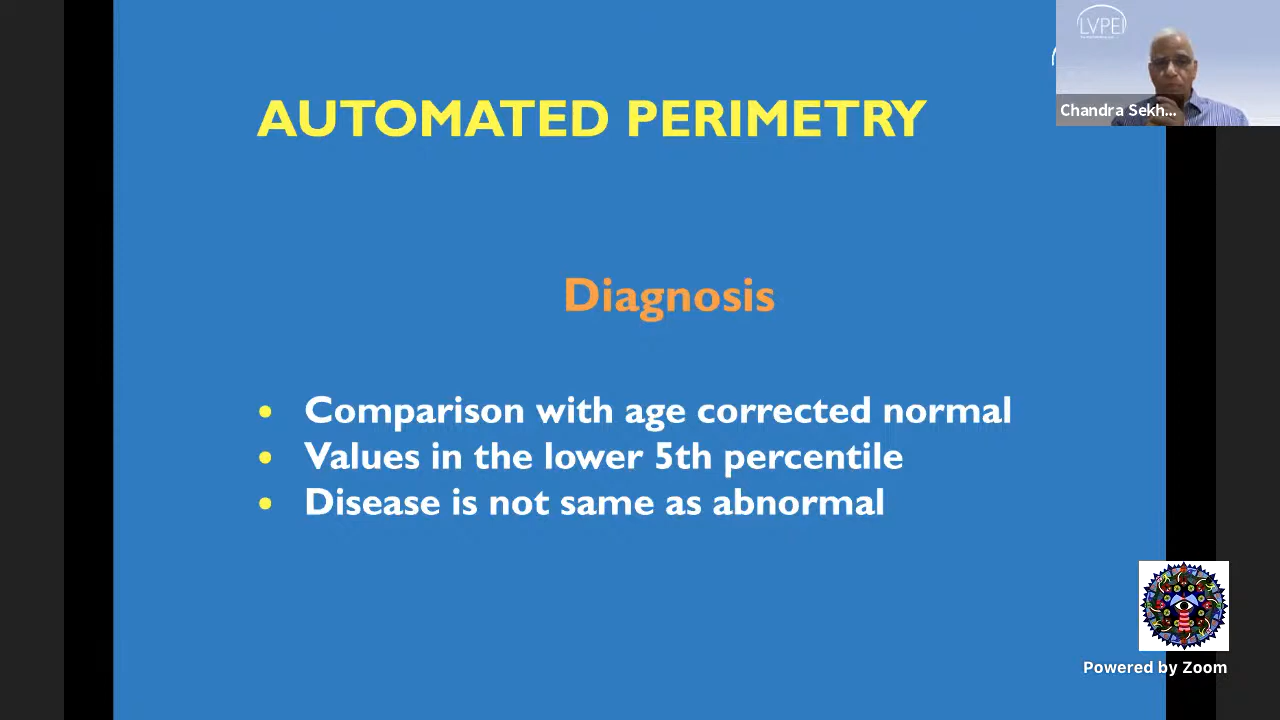 LVPEI
Chandra Sekh...
AUTOMATED PERIMETRY
Diagnosis
• Comparison with age corrected normal
• Values in the lower 5th percentile
• Disease is not same as abnormal
Powered by Zoom